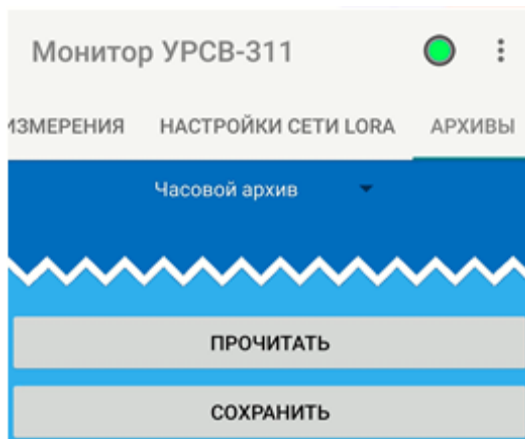 Монитор УРСВ-311
ИЗМЕРЕНИЯ НАСТРОЙКИ СЕТИ LORA АРХИВЫ
Часовой архив
ПРОЧИТАТЬ
СОХРАНИТЬ